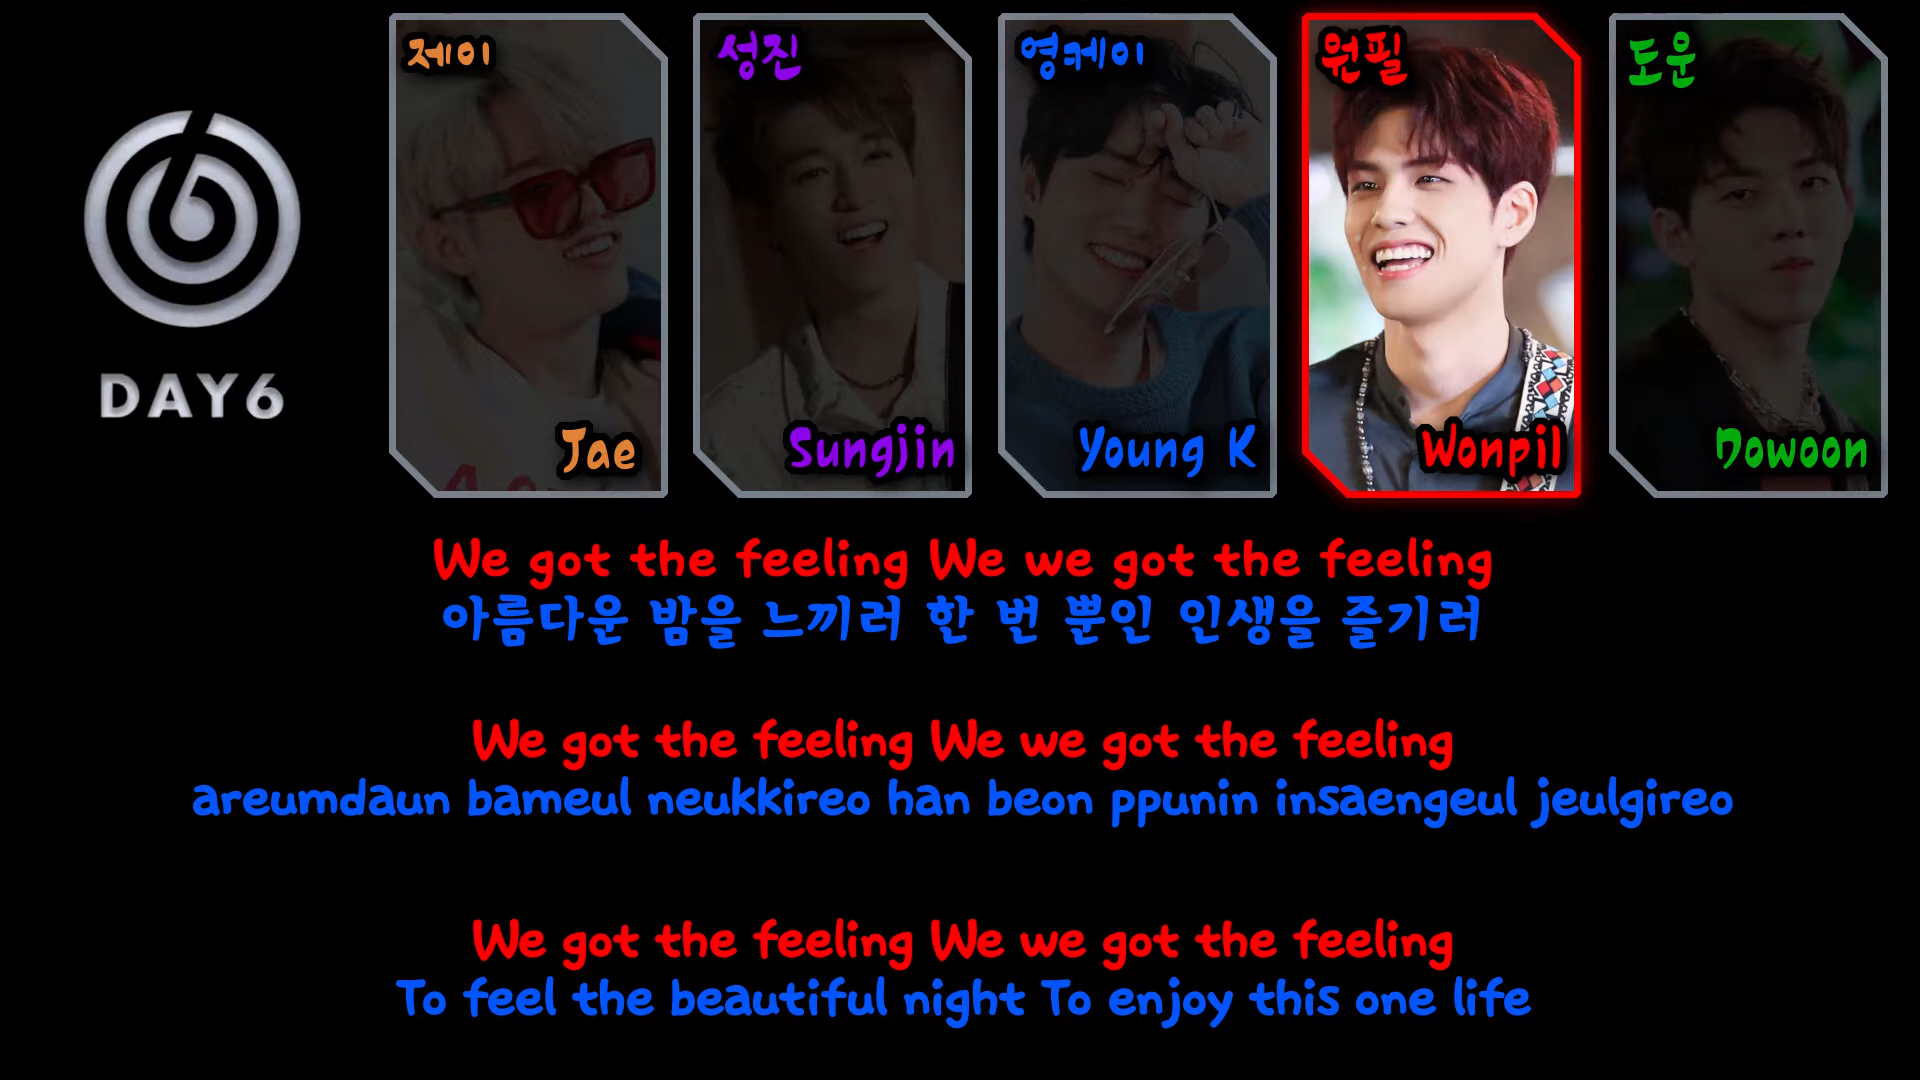 제이
성진
영케이
원필
도운
DAY6
Jae
Sungjin
Young K
Wonpil
Dowoon
We got the feeling We we got the feeling
아름다운 밤을 느끼러 한 번 뿐인 인생을 즐기러
We got the feeling We we got the feeling
areumdaun bameul neukkireo han beon ppunin insaengeul jeulgireo
We got the feeling We we got the feeling
To feel the beautiful night To enjoy this one life